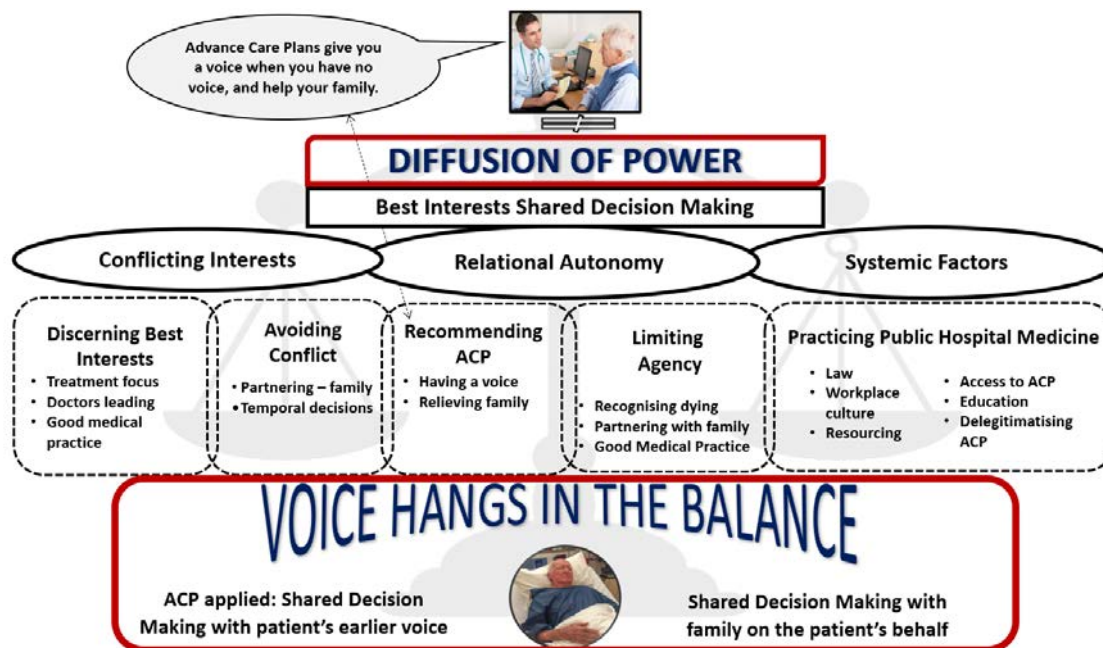 Advance Care Plans give you
a voice when you have no
voice, and help your family.
DIFFUSION OF POWER
Best Interests Shared Decision Making
Conflicting Interests
Relational Autonomy
Systemic Factors
Discerning Best
Interests
• Treatment focus
• Doctors leading
• Good medical
practice
Avoiding
Conflict
• Partnering – family
• Temporal decisions
Recommending
ACP
• Having a voice
• Relieving family
Limiting
Agency
• Recognising dying
• Partnering with family
• Good Medical Practice
Practicing Public Hospital Medicine
• Law
• Workplace
culture
• Resourcing
• Access to ACP
• Education
• Delegitimatising
ACP
VOICE HANGS IN THE BALANCE
ACP applied: Shared Decision
Making with patient's earlier voice
Shared Decision Making with
family on the patient's behalf